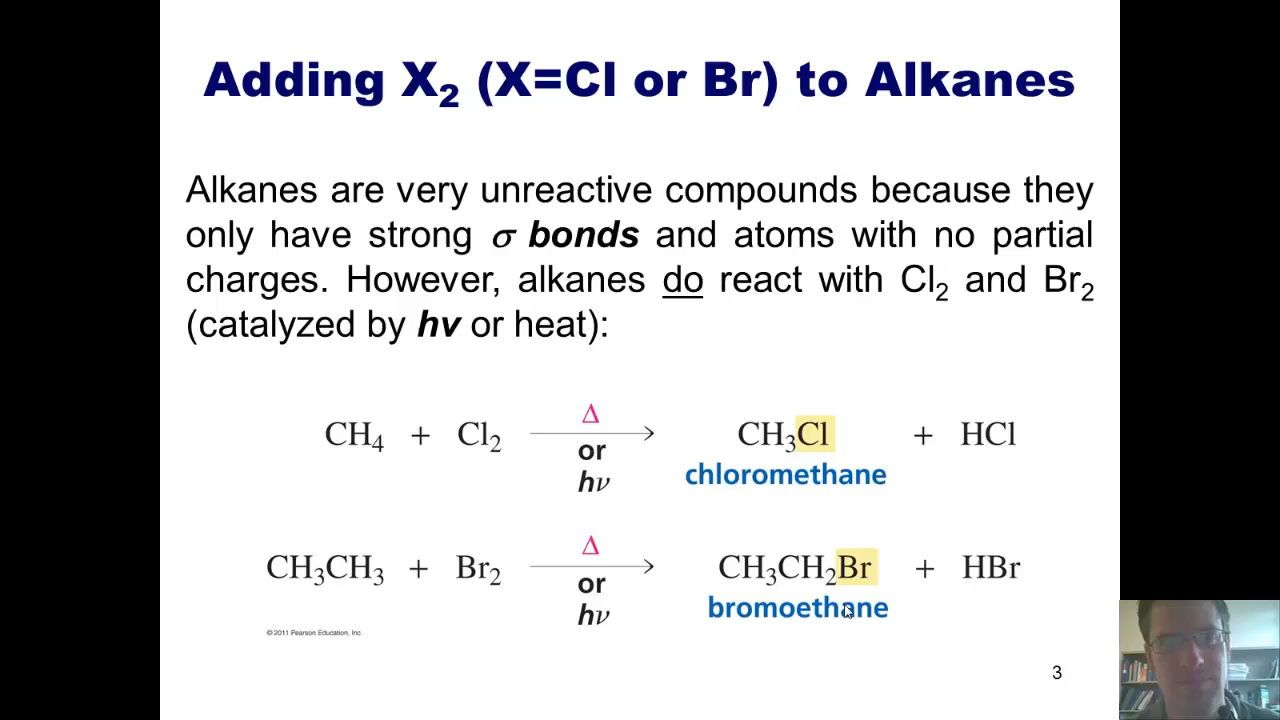 Adding X₂ (X=Cl or Br) to Alkanes
Alkanes are very unreactive compounds because they
only have strong σ bonds and atoms with no partial
charges. However, alkanes do react with Cl₂ and Br₂
(catalyzed by hν or heat):
CH₄ + Cl₂ Δ or hν CH₃Cl + HCl
chloromethane
CH₃CH₃ + Br₂ Δ or hν CH₃CH₂Br + HBr
bromoethane
© 2011 Pearson Education, Inc.
3